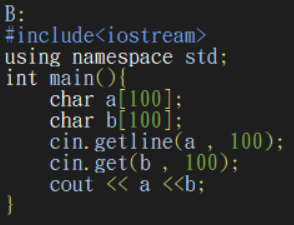 B:
#include<iostream>
using namespace std;
int main(){
    char a[100];
    char b[100];
    cin.getline(a , 100);
    cin.get(b , 100);
    cout << a <<b;
}